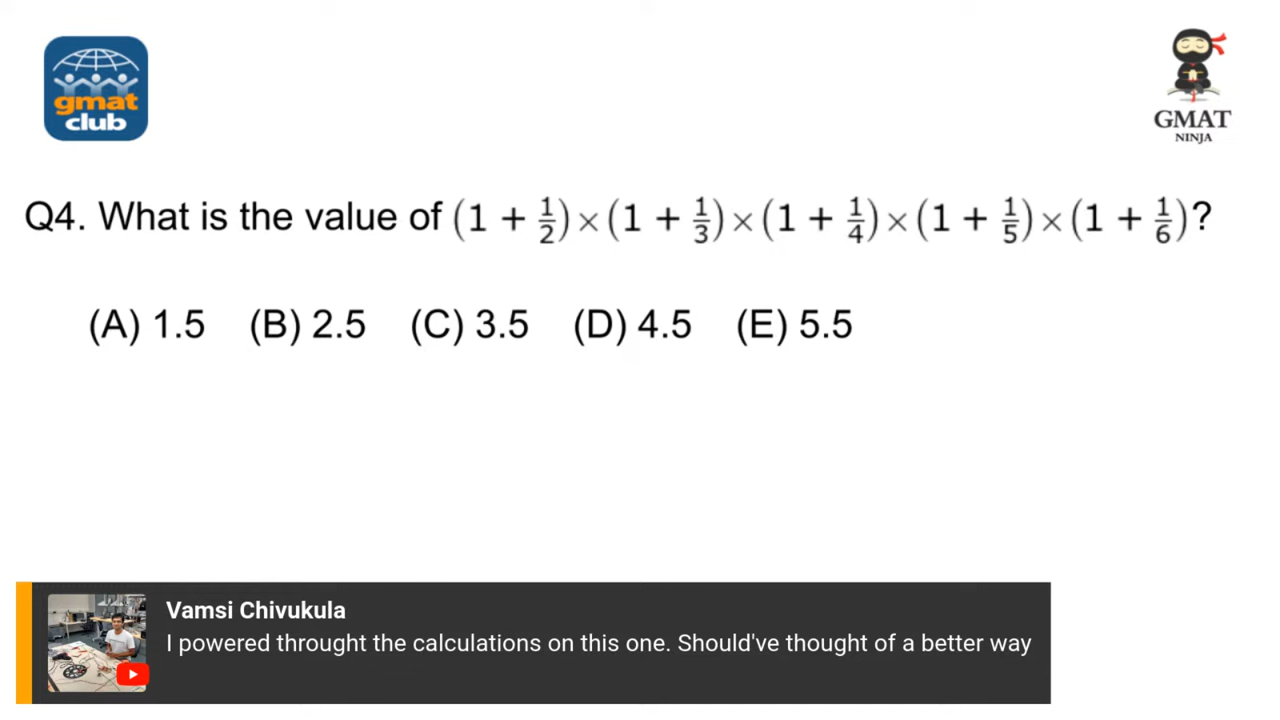 gmat
club
GMAT
NINJA
Q4. What is the value of (1 + 1/2) × (1 + 1/3) × (1 + 1/4) × (1 + 1/5) × (1 + 1/6)?
(A) 1.5 (B) 2.5 (C) 3.5 (D) 4.5 (E) 5.5
Vamsi Chivukula
I powered throught the calculations on this one. Should've thought of a better way